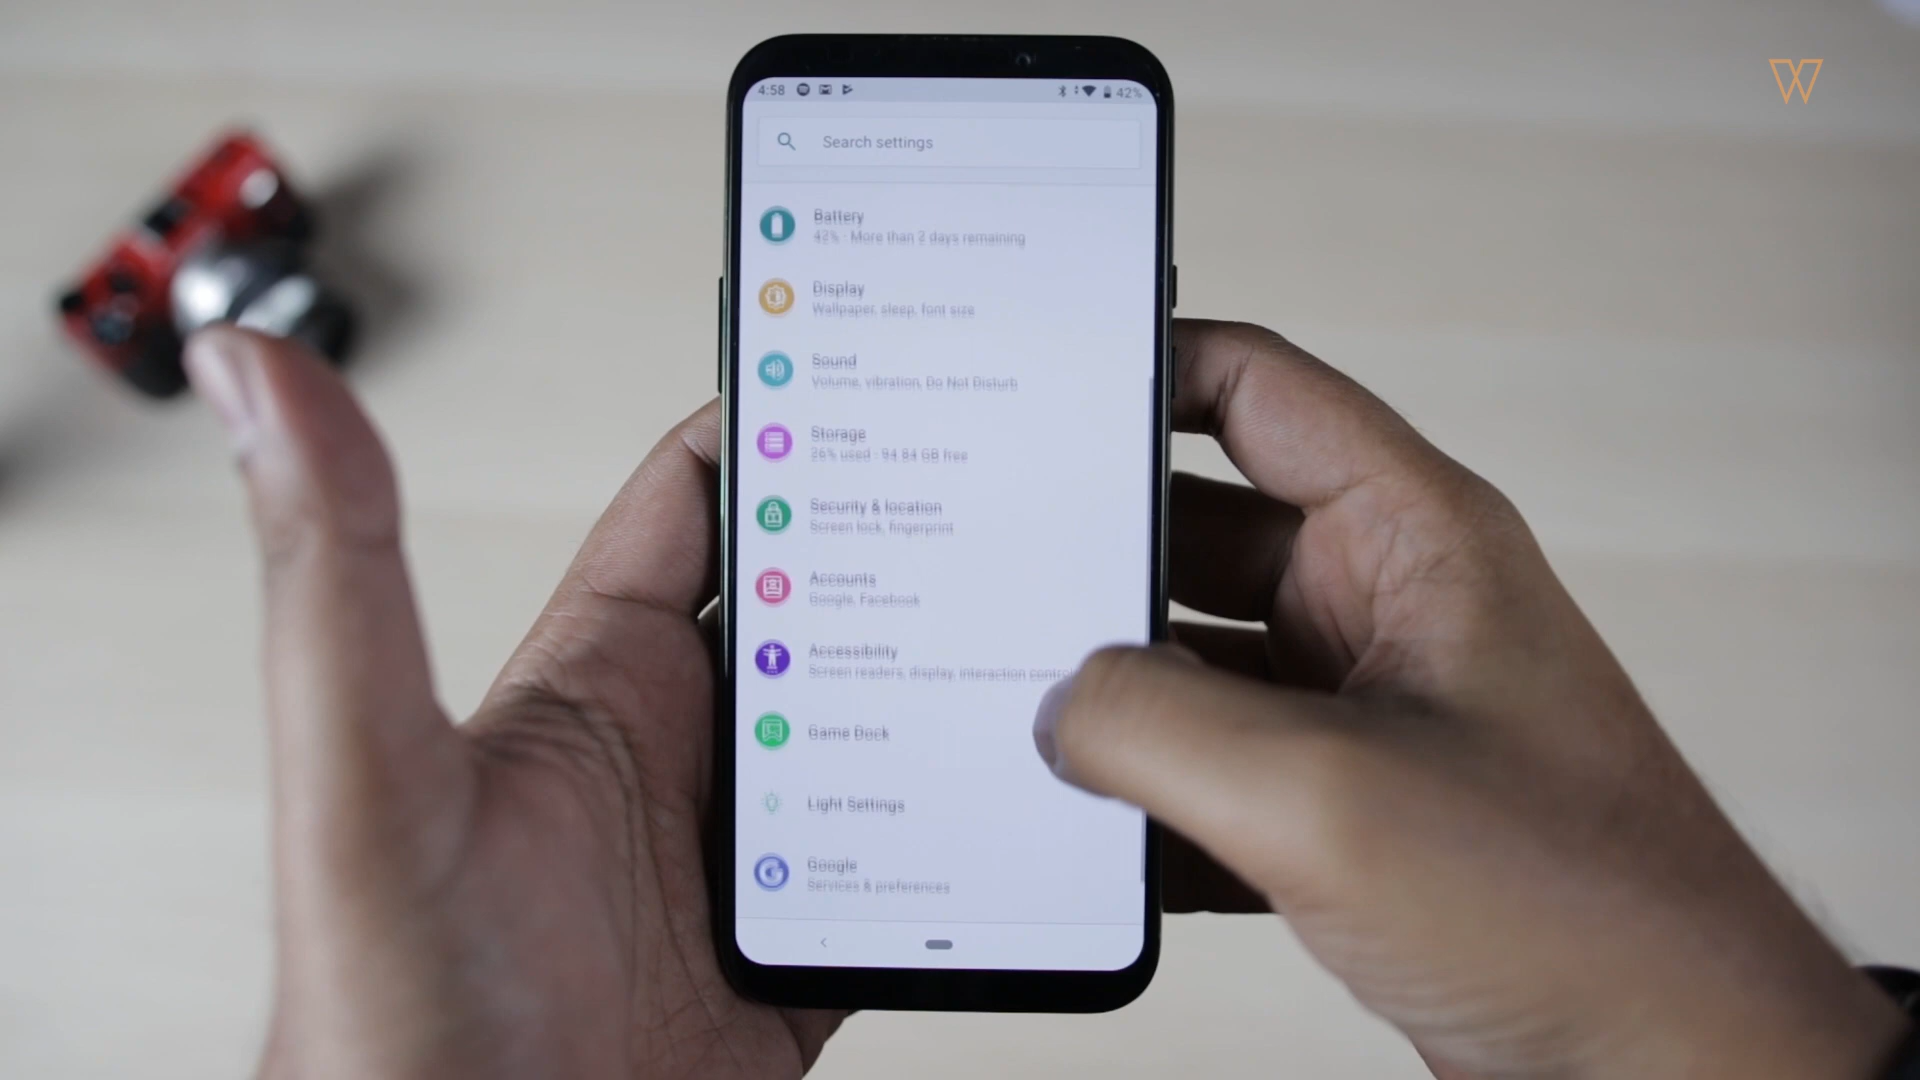 4:58
42%
Search settings
Battery
42% - More than 2 days remaining
Display
Wallpaper, sleep, font size
Sound
Volume, vibration, Do Not Disturb
Storage
26% used - 94.84 GB free
Security & location
Screen lock, fingerprint
Accounts
Google, Facebook
Accessibility
Screen readers, display, interaction control
Game Dock
Light Settings
Google
Services & preferences